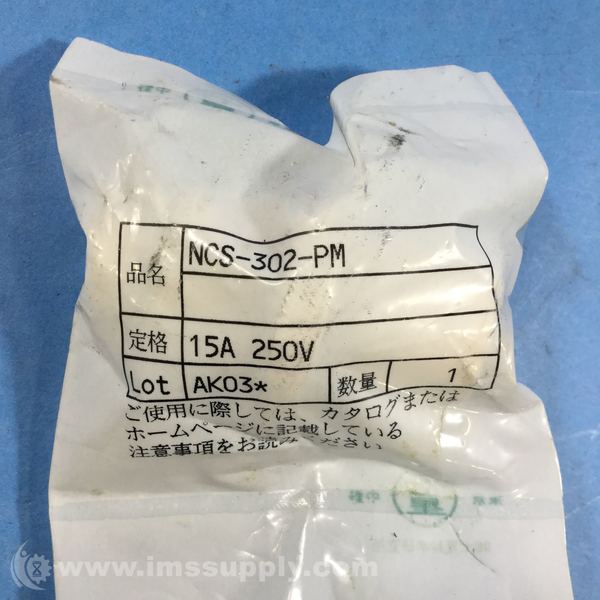 品名 NCS-302-PM
定格 15A 250V
Lot AK03* 数量 1
ご使用に際しては、カタログまたは
ホームページに記載している
注意事項をお読みください
www.imssupply.com